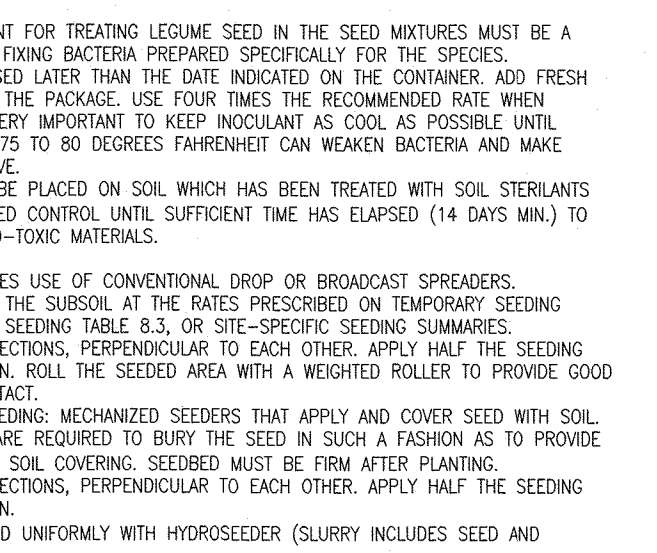 NT FOR TREATING LEGUME SEED IN THE SEED MIXTURES MUST BE A
FIXING BACTERIA PREPARED SPECIFICALLY FOR THE SPECIES.
SED LATER THAN THE DATE INDICATED ON THE CONTAINER. ADD FRESH
THE PACKAGE. USE FOUR TIMES THE RECOMMENDED RATE WHEN
ERY IMPORTANT TO KEEP INOCULANT AS COOL AS POSSIBLE UNTIL
75 TO 80 DEGREES FAHRENHEIT CAN WEAKEN BACTERIA AND MAKE
VE.
BE PLACED ON SOIL WHICH HAS BEEN TREATED WITH SOIL STERILANTS
ED CONTROL UNTIL SUFFICIENT TIME HAS ELAPSED (14 DAYS MIN.) TO
O-TOXIC MATERIALS.
ES USE OF CONVENTIONAL DROP OR BROADCAST SPREADERS.
THE SUBSOIL AT THE RATES PRESCRIBED ON TEMPORARY SEEDING
SEEDING TABLE 8.3, OR SITE-SPECIFIC SEEDING SUMMARIES.
ECTIONS, PERPENDICULAR TO EACH OTHER. APPLY HALF THE SEEDING
N. ROLL THE SEEDED AREA WITH A WEIGHTED ROLLER TO PROVIDE GOOD
TACT.
EDING: MECHANIZED SEEDERS THAT APPLY AND COVER SEED WITH SOIL.
ARE REQUIRED TO BURY THE SEED IN SUCH A FASHION AS TO PROVIDE
SOIL COVERING. SEEDBED MUST BE FIRM AFTER PLANTING.
ECTIONS, PERPENDICULAR TO EACH OTHER. APPLY HALF THE SEEDING
N.
D UNIFORMLY WITH HYDROSEEDER (SLURRY INCLUDES SEED AND